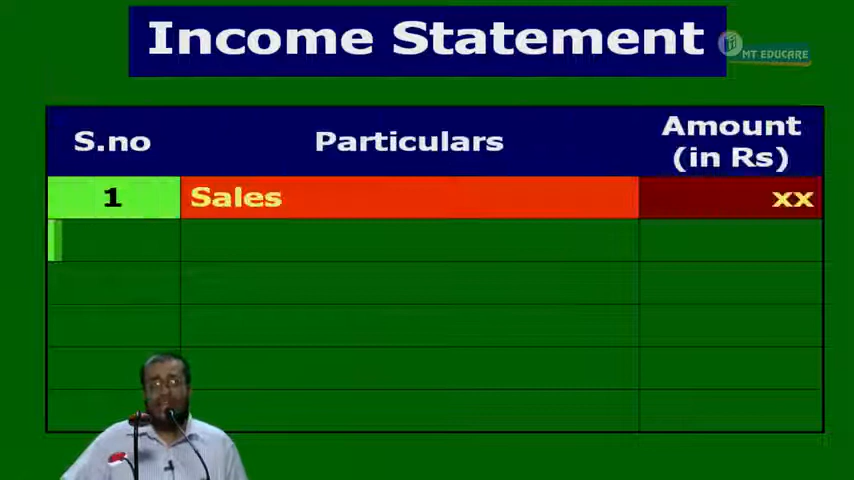 Income Statement
MT EDUCARE
S.no Particulars Amount (in Rs)
1 Sales xx